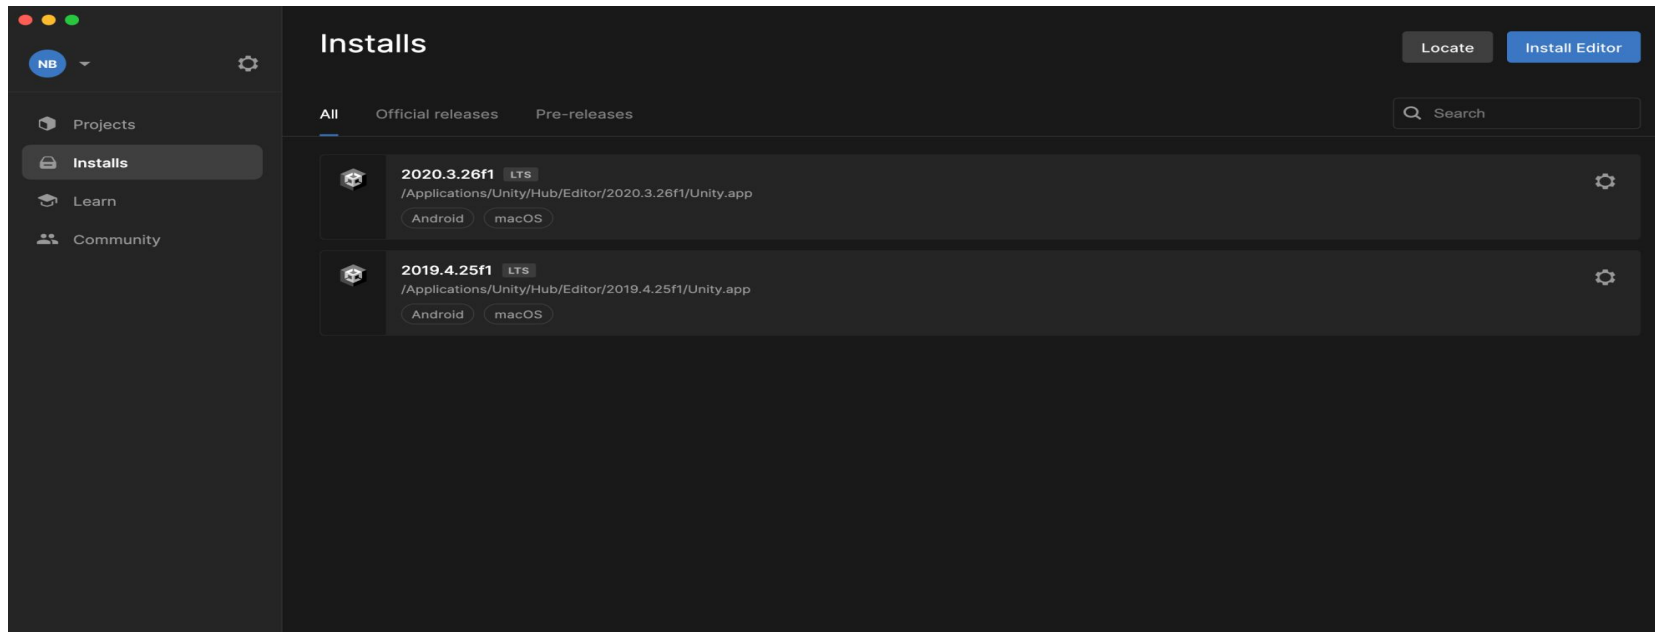 NB
Projects
Installs
Learn
Community
Installs
Locate
Install Editor
All
Official releases
Pre-releases
Search
2020.3.26f1 LTS
/Applications/Unity/Hub/Editor/2020.3.26f1/Unity.app
Android macOS
2019.4.25f1 LTS
/Applications/Unity/Hub/Editor/2019.4.25f1/Unity.app
Android macOS